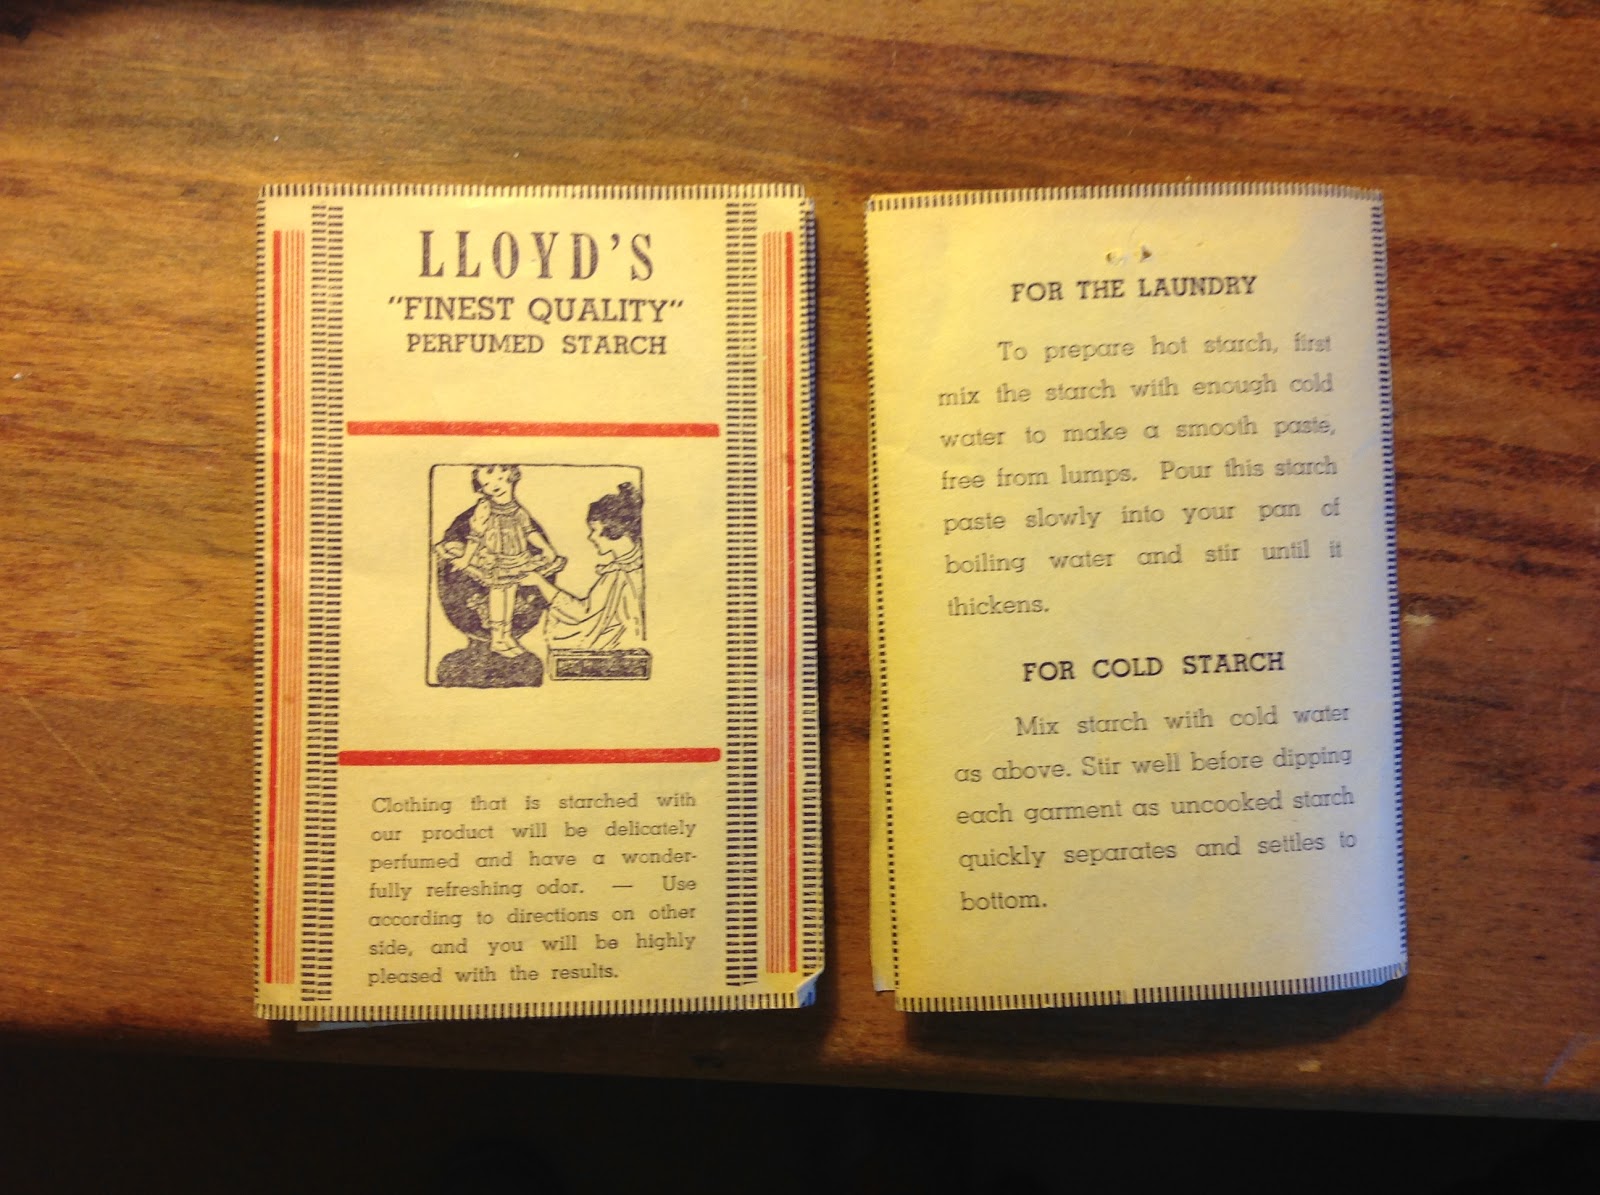 LLOYD'S
"FINEST QUALITY"
PERFUMED STARCH
Clothing that is starched with
our product will be delicately
perfumed and have a wonder-
fully refreshing odor. — Use
according to directions on other
side, and you will be highly
pleased with the results.
FOR THE LAUNDRY
To prepare hot starch, first
mix the starch with enough cold
water to make a smooth paste,
free from lumps. Pour this starch
paste slowly into your pan of
boiling water and stir until it
thickens.
FOR COLD STARCH
Mix starch with cold water
as above. Stir well before dipping
each garment as uncooked starch
quickly separates and settles to
bottom.